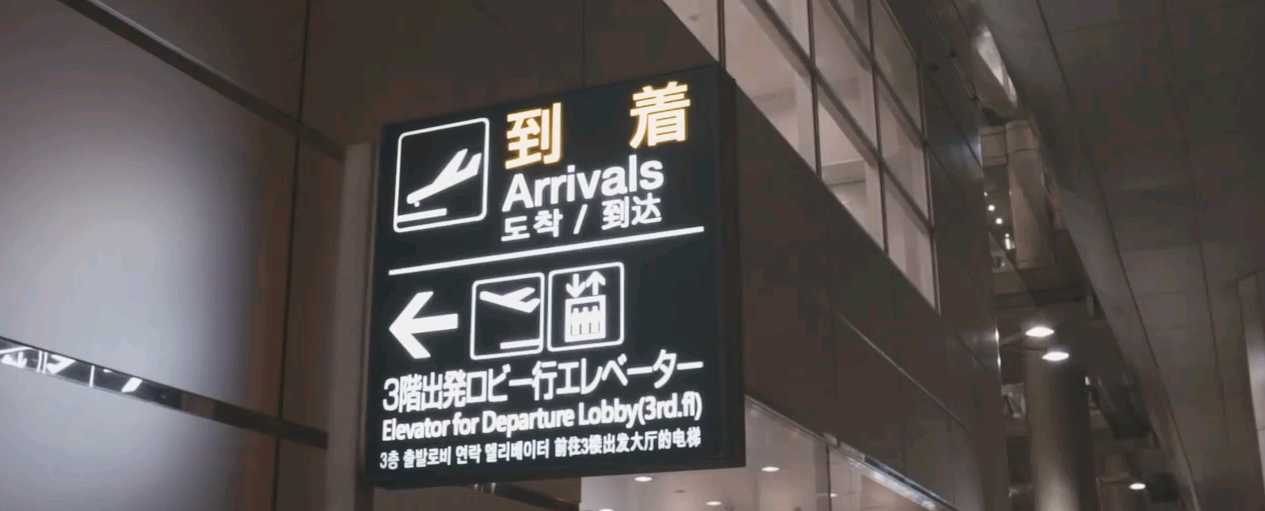 到着
Arrivals
도착 / 到达
3階出発ロビー行エレベーター
Elevator for Departure Lobby(3rd.fl)
3층 출발로비 연락 엘리베이터 前往3楼出发大厅的电梯